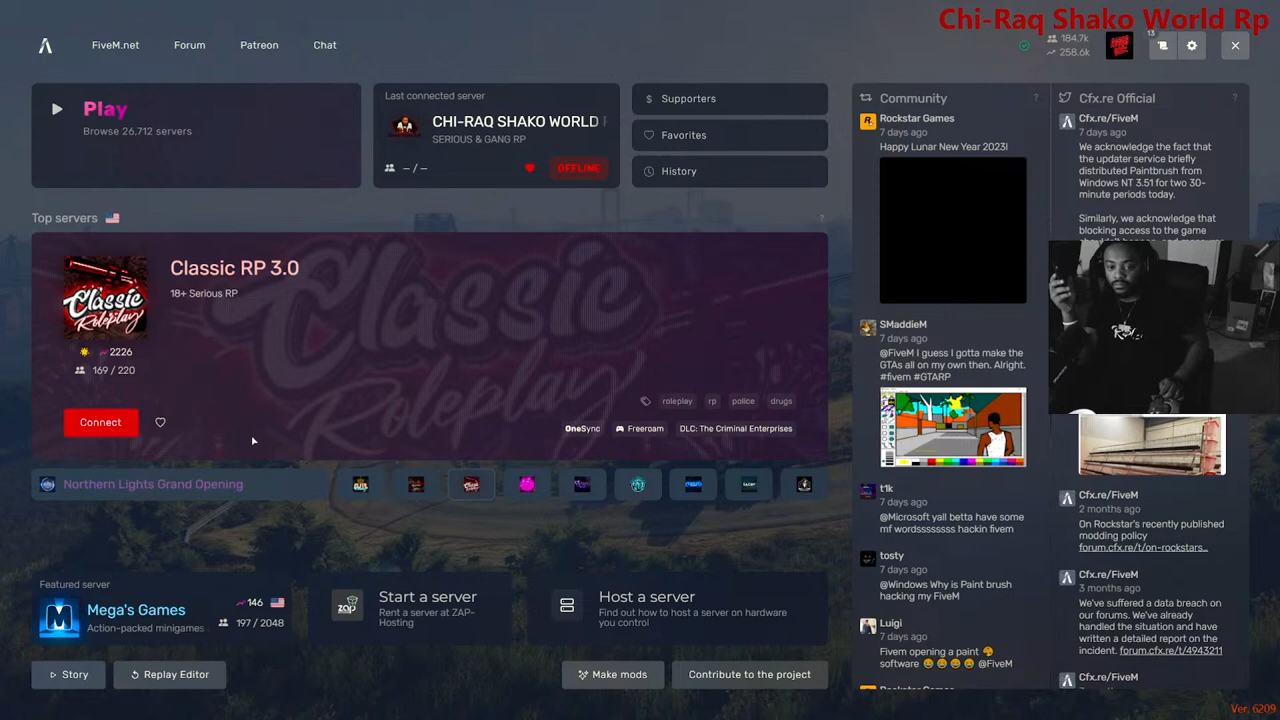 Chi-Raq Shako World Rp
FiveM.net
Forum
Patreon
Chat
184.7k
258.6k
13
Play
Browse 26,712 servers
Last connected server
CHI-RAQ SHAKO WORLD
SERIOUS & GANG RP
– / –
OFFLINE
$ Supporters
Favorites
History
Top servers
?
Classic RP 3.0
18+ Serious RP
Classic
Roleplay
2226
169 / 220
Connect
roleplay
rp
police
drugs
OneSync
Freeroam
DLC: The Criminal Enterprises
Northern Lights Grand Opening
Featured server
Mega's Games
Action-packed minigames
146
197 / 2048
ZAP
Start a server
Rent a server at ZAP-
Hosting
Host a server
Find out how to host a server on hardware
you control
Story
Replay Editor
Make mods
Contribute to the project
Community
?
Rockstar Games
7 days ago
Happy Lunar New Year 2023!
SMaddieM
7 days ago
@FiveM I guess I gotta make the
GTAs all on my own then. Alright.
#fivem #GTARP
t1k
7 days ago
@Microsoft yall betta have some
mf wordsssssss hackin fivem
tosty
7 days ago
@Windows Why is Paint brush
hacking my FiveM
Luigi
7 days ago
Fivem opening a paint 🎨
software 😂😂😂😂 @FiveM
Rockstar Games
Cfx.re Official
?
Cfx.re/FiveM
7 days ago
We acknowledge the fact that
the updater service briefly
distributed Paintbrush from
Windows NT 3.51 for two 30-
minute periods today.
Similarly, we acknowledge that
blocking access to the game
Cfx.re/FiveM
2 months ago
On Rockstar's recently published
modding policy
forum.cfx.re/t/on-rockstars…
Cfx.re/FiveM
3 months ago
We've suffered a data breach on
our forums. We've already
handled the situation and have
written a detailed report on the
incident. forum.cfx.re/t/4943211
Cfx.re/FiveM
Ver. 6209